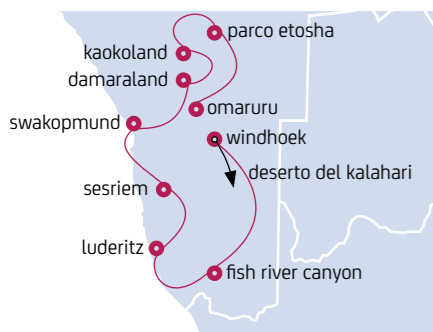 parco etosha
kaokoland
damaraland
omaruru
swakopmund
windhoek
deserto del kalahari
sesriem
luderitz
fish river canyon